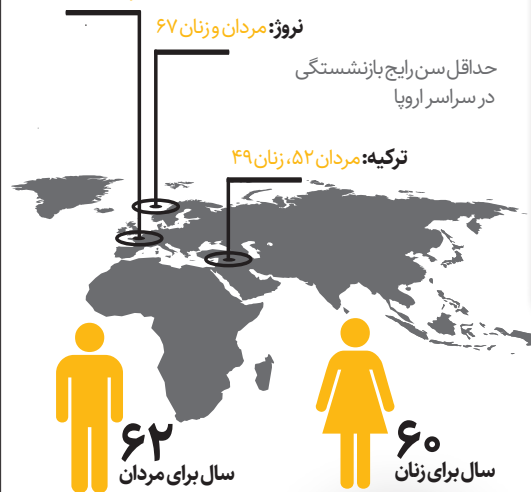 نروژ: مردان و زنان ۶۷
حداقل سن رایج بازنشستگی
در سراسر اروپا
ترکیه: مردان ۵۲، زنان ۴۹
۶۲
سال برای مردان
۶۰
سال برای زنان